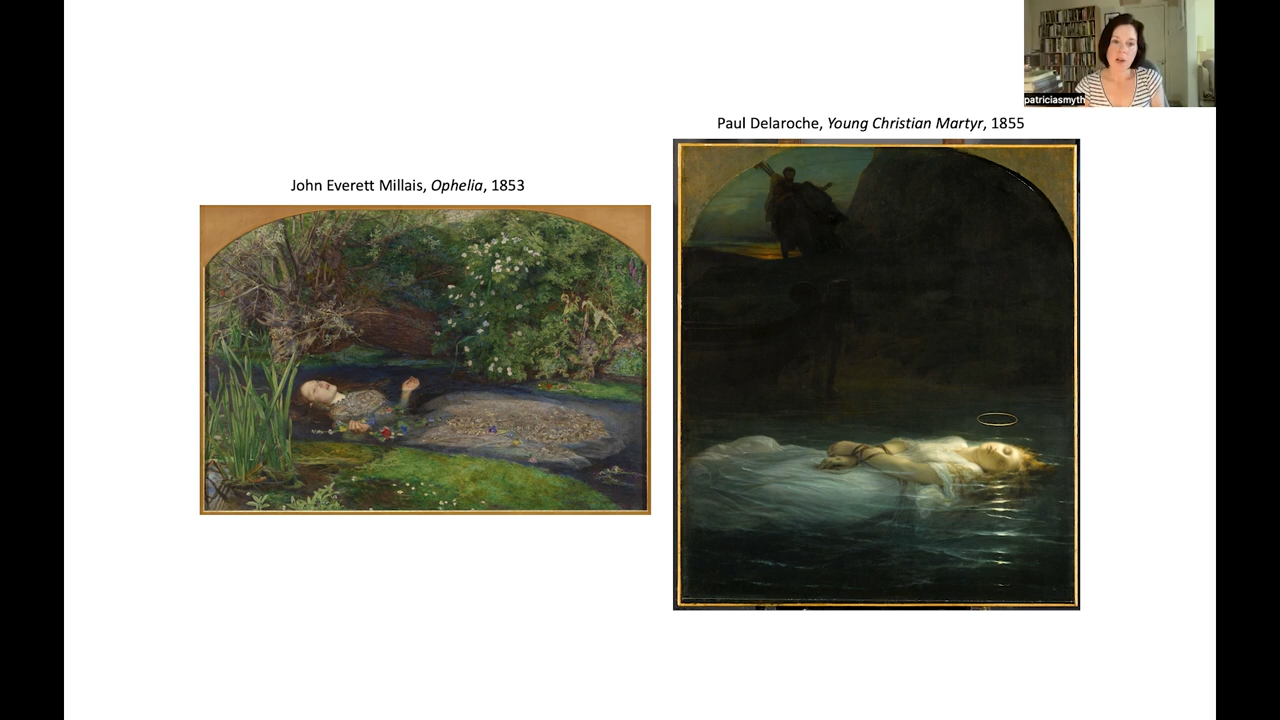 patriciasmyth
Paul Delaroche, Young Christian Martyr, 1855
John Everett Millais, Ophelia, 1853